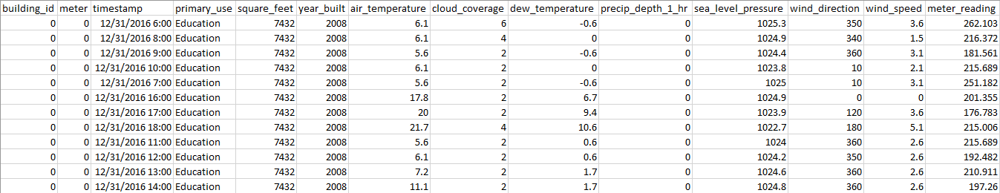 building_id meter timestamp primary_use square_feet year_built air_temperature cloud_coverage dew_temperature precip_depth_1_hr sea_level_pressure wind_direction wind_speed meter_reading
0 0 12/31/2016 6:00 Education 7432 2008 6.1 6 -0.6 0 1025.3 350 3.6 262.103
0 0 12/31/2016 8:00 Education 7432 2008 6.1 4 0 0 1024.9 340 1.5 216.372
0 0 12/31/2016 9:00 Education 7432 2008 5.6 2 -0.6 0 1024.4 360 3.1 181.561
0 0 12/31/2016 10:00 Education 7432 2008 6.1 2 0 0 1023.8 10 2.1 215.689
0 0 12/31/2016 7:00 Education 7432 2008 5.6 2 -0.6 0 1025 10 3.1 251.182
0 0 12/31/2016 16:00 Education 7432 2008 17.8 2 6.7 0 1024.9 0 0 201.355
0 0 12/31/2016 17:00 Education 7432 2008 20 2 9.4 0 1023.9 120 3.6 176.783
0 0 12/31/2016 18:00 Education 7432 2008 21.7 4 10.6 0 1022.7 180 5.1 215.006
0 0 12/31/2016 11:00 Education 7432 2008 5.6 2 0.6 0 1024 360 2.6 215.689
0 0 12/31/2016 12:00 Education 7432 2008 6.1 2 0.6 0 1024.2 350 2.6 192.482
0 0 12/31/2016 13:00 Education 7432 2008 7.2 2 1.7 0 1024.6 360 2.6 210.911
0 0 12/31/2016 14:00 Education 7432 2008 11.1 2 1.7 0 1024.8 360 2.6 197.26